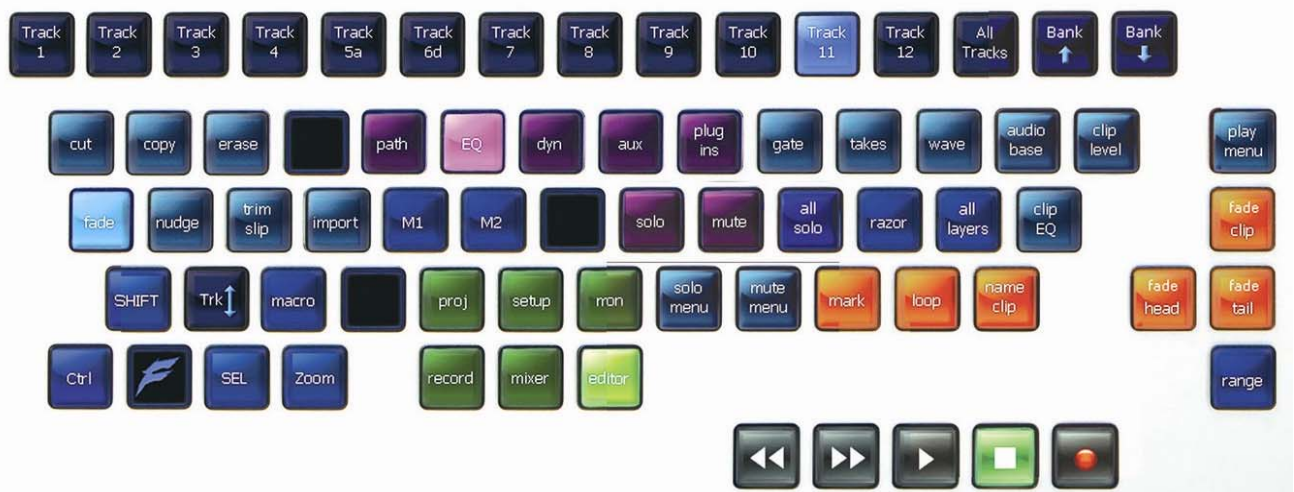 Track 1 Track 2 Track 3 Track 4 Track 5a Track 6d Track 7 Track 8 Track 9 Track 10 Track 11 Track 12 All Tracks Bank Bank
cut copy erase path EQ dyn aux plug ins gate takes wave audio base clip level play menu
fade nudge trim slip import M1 M2 solo mute all solo razor all layers clip EQ fade clip
SHIFT Trk macro proj setup mon solo menu mute menu mark loop name clip fade head fade tail
Ctrl SEL Zoom record mixer editor range